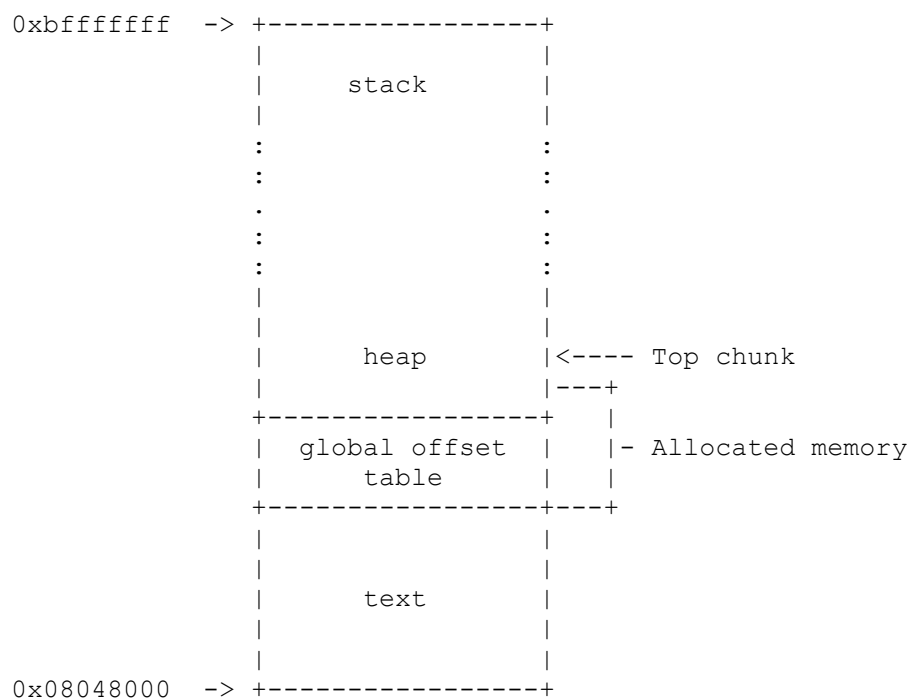 0xbfffffff  -> +-----------------+
               |                 |
               |      stack      |
               |                 |
               :                 :
               :                 :
               .                 .
               :                 :
               :                 :
               |                 |
               |                 |
               |      heap       |<---- Top chunk
               |                 |---+
               +-----------------+   |
               |  global offset  |   |- Allocated memory
               |      table      |   |
               +-----------------+---+
               |                 |
               |                 |
               |      text       |
               |                 |
               |                 |
0x08048000  -> +-----------------+